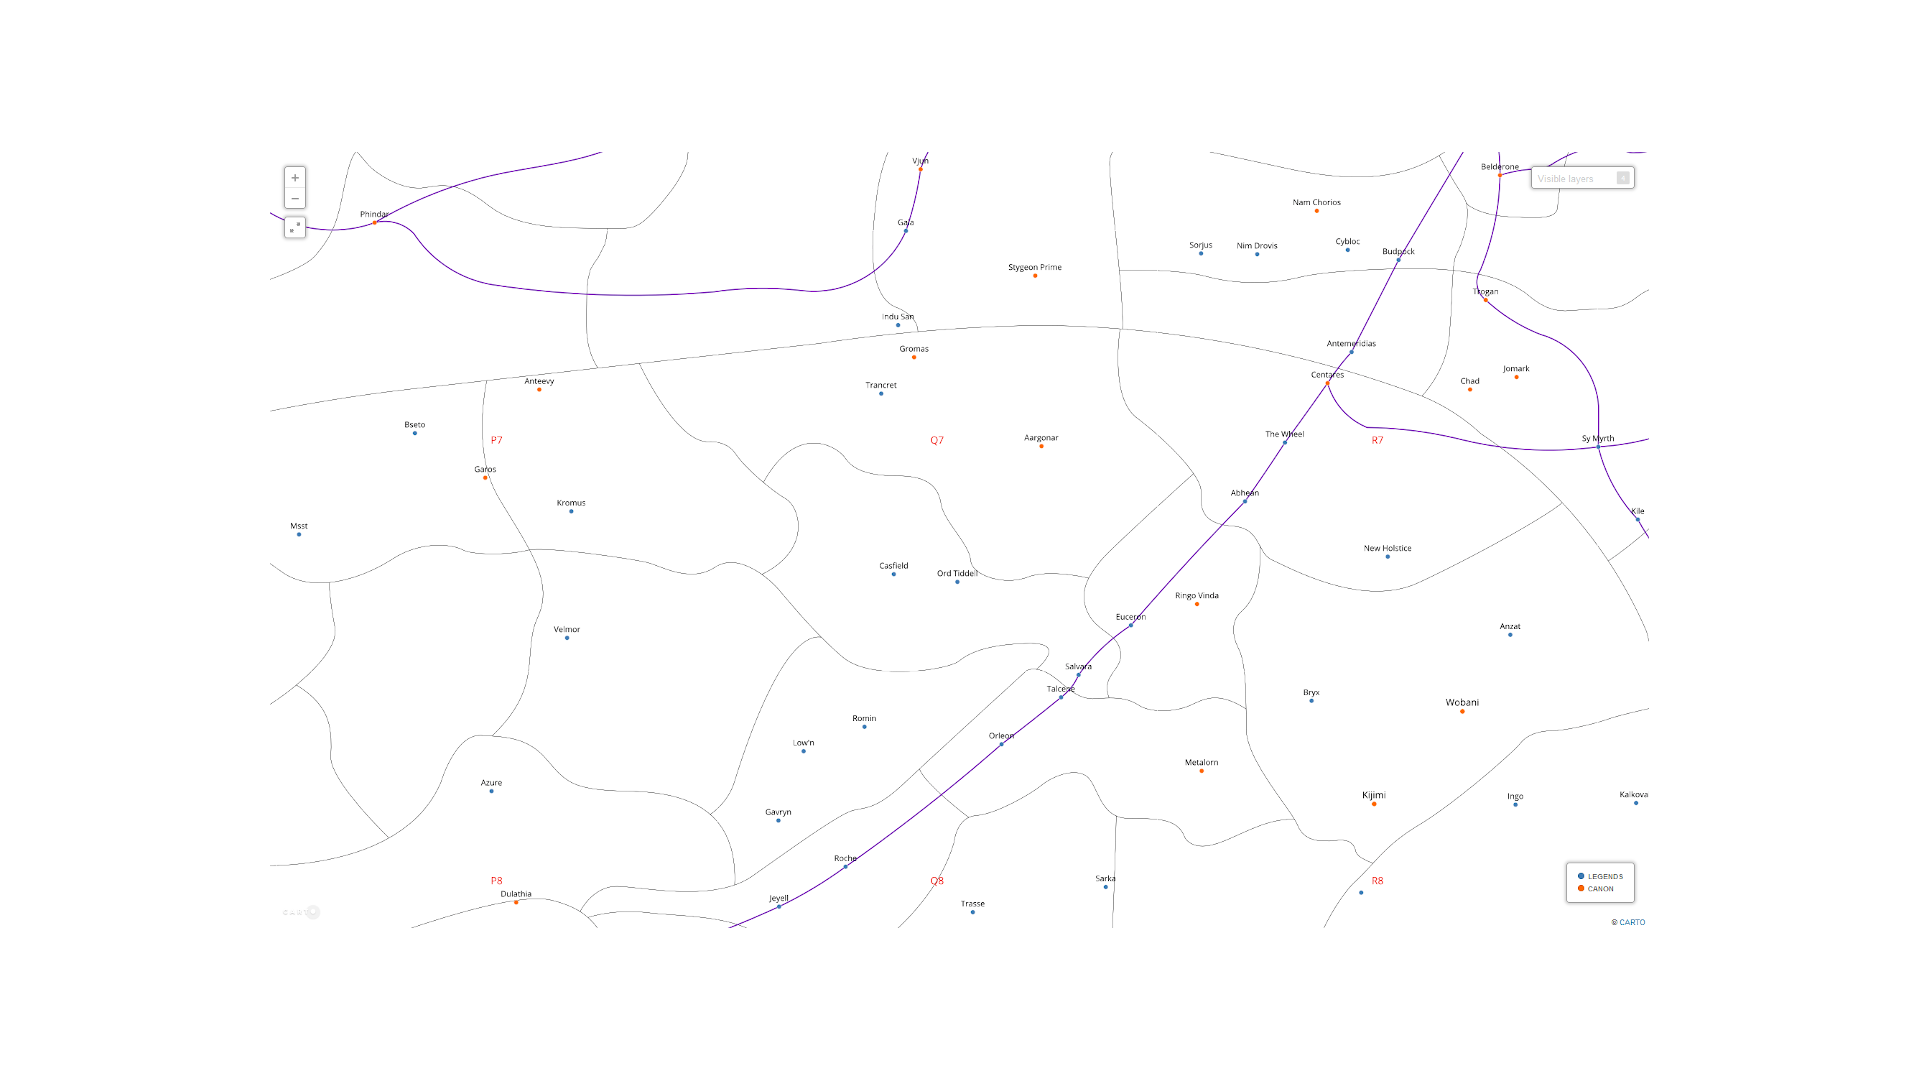 Vjun
Belderone
+
Visible layers
−
Nam Chorios
Phindar
Gala
Sorjus
Nim Drovis
Cybloc
Budpock
Stygeon Prime
Trogan
Indu San
Antemeridias
Gromas
Jomark
Centares
Anteevy
Trancret
Chad
Bseto
The Wheel
P7
Q7
Aargonar
R7
Sy Myrth
Garos
Abhean
Kromus
Kile
Msst
New Holstice
Casfield
Ord Tiddell
Ringo Vinda
Euceron
Velmor
Anzat
Salvara
Talcene
Bryx
Wobani
Romin
Orleon
Low'n
Metalorn
Azure
Kijimi
Ingo
Kalkova
Gavryn
Roche
LEGENDS
Sarka
P8
Q8
R8
CANON
Dulathia
Jeyell
Trasse
CARTO
© CARTO